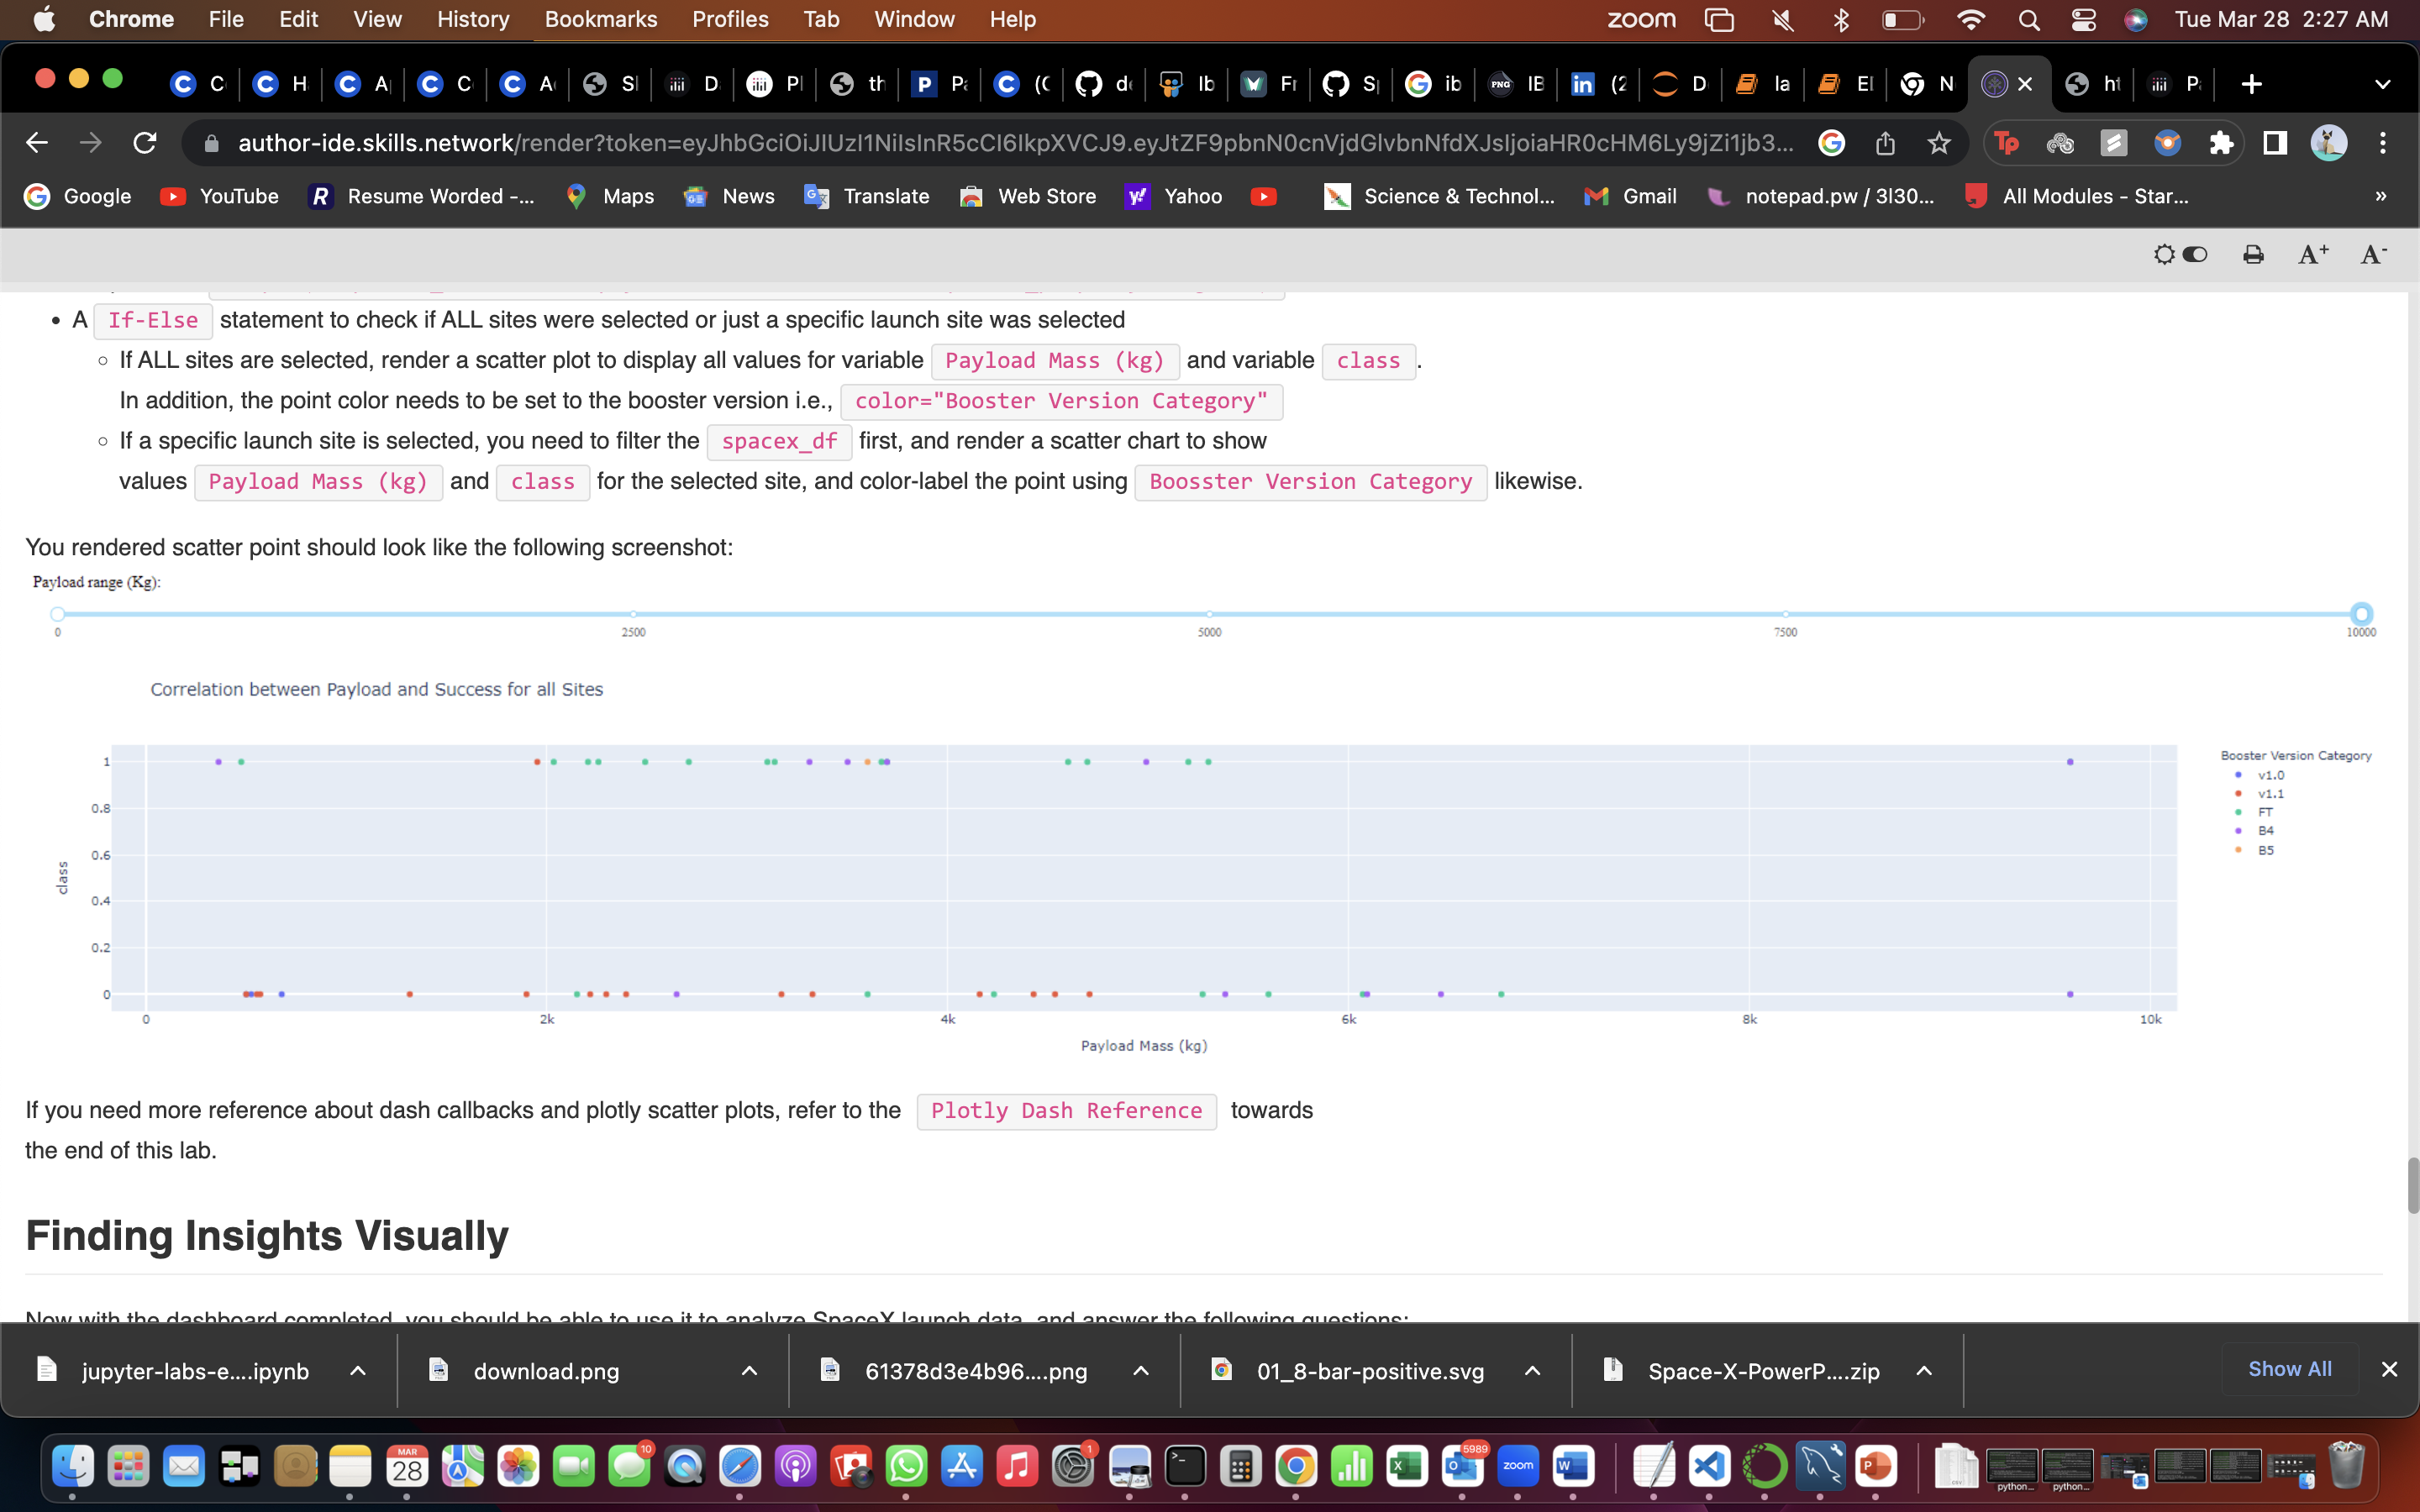 Chrome File Edit View History Bookmarks Profiles Tab Window Help zoom Tue Mar 28 2:27 AM
C H A C A Sl D Pl th P Pa (C d Ib Fr S ib PNG IB in (2 D la El N ht P
author-ide.skills.network/render?token=eyJhbGciOiJIUzI1NiIsInR5cCI6IkpXVCJ9.eyJtZF9pbnN0cnVjdGlvbnNfdXJsIjoiaHR0cHM6Ly9jZi1jb3...
Google YouTube Resume Worded -... Maps News Translate Web Store Yahoo Science & Technol... Gmail notepad.pw / 3l30... All Modules - Star... »
A+ A-
• A If-Else statement to check if ALL sites were selected or just a specific launch site was selected
If ALL sites are selected, render a scatter plot to display all values for variable Payload Mass (kg) and variable class .
In addition, the point color needs to be set to the booster version i.e., color="Booster Version Category"
If a specific launch site is selected, you need to filter the spacex_df first, and render a scatter chart to show
values Payload Mass (kg) and class for the selected site, and color-label the point using Boosster Version Category likewise.
You rendered scatter point should look like the following screenshot:
Payload range (Kg):
0 2500 5000 7500 10000
Correlation between Payload and Success for all Sites
Booster Version Category
v1.0
v1.1
FT
B4
B5
1
0.8
0.6
0.4
0.2
0
class
0 2k 4k 6k 8k 10k
Payload Mass (kg)
If you need more reference about dash callbacks and plotly scatter plots, refer to the Plotly Dash Reference towards
the end of this lab.
Finding Insights Visually
Now with the dashboard completed, you should be able to use it to analyze SpaceX launch data, and answer the following questions:
jupyter-labs-e....ipynb download.png 61378d3e4b96....png 01_8-bar-positive.svg Space-X-PowerP....zip Show All
MAR 28 10 1 5989 zoom python... python...